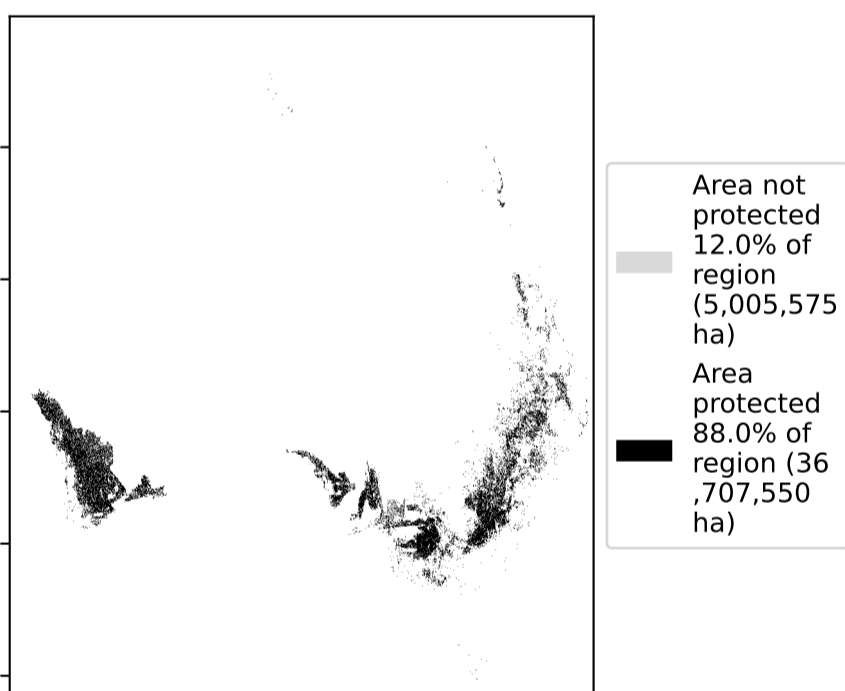 Area not
protected
12.0% of
region
(5,005,575
ha)
Area
protected
88.0% of
region (36
,707,550
ha)